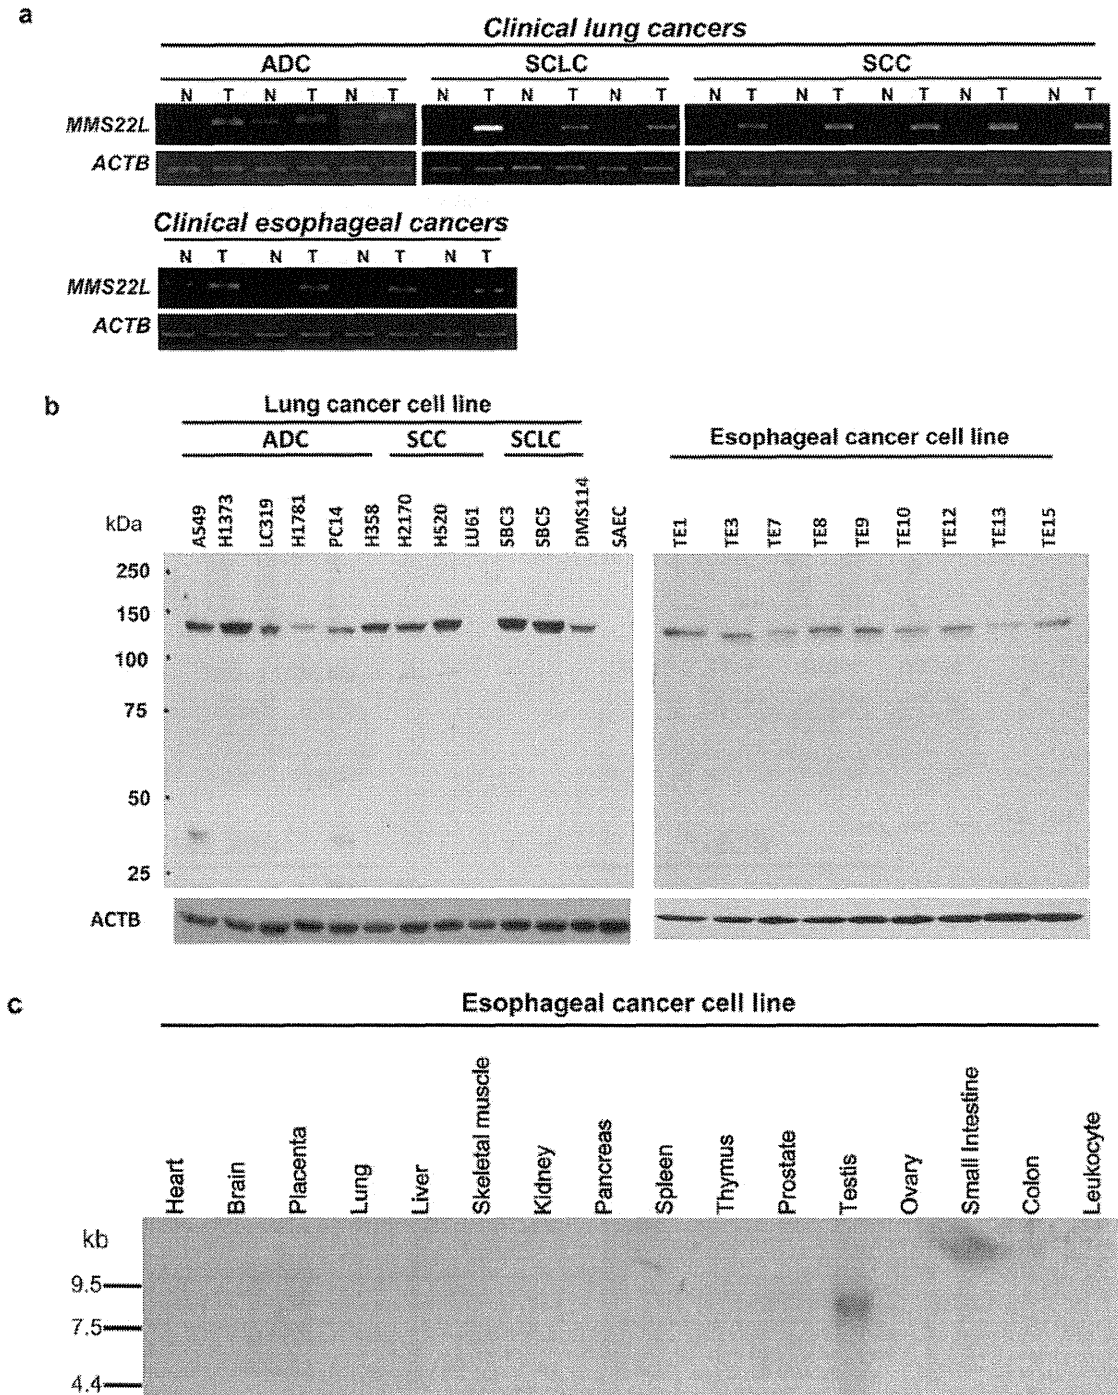 a
Clinical lung cancers
ADC SCLC SCC
N T N T N T N T N T N T N T N T N T N T N T
MMS22L
ACTB
Clinical esophageal cancers
N T N T N T N T
MMS22L
ACTB
b
Lung cancer cell line
ADC SCC SCLC
Esophageal cancer cell line
kDa
A549 H1373 LC319 H1781 PC14 H358 H2170 H520 LU61 SBC3 SBC5 DMS114 SAEC
TE1 TE3 TE7 TE8 TE9 TE10 TE12 TE13 TE15
250
150
100
75
50
25
ACTB
c
Esophageal cancer cell line
Heart Brain Placenta Lung Liver Skeletal muscle Kidney Pancreas Spleen Thymus Prostate Testis Ovary Small Intestine Colon Leukocyte
kb
9.5
7.5
4.4